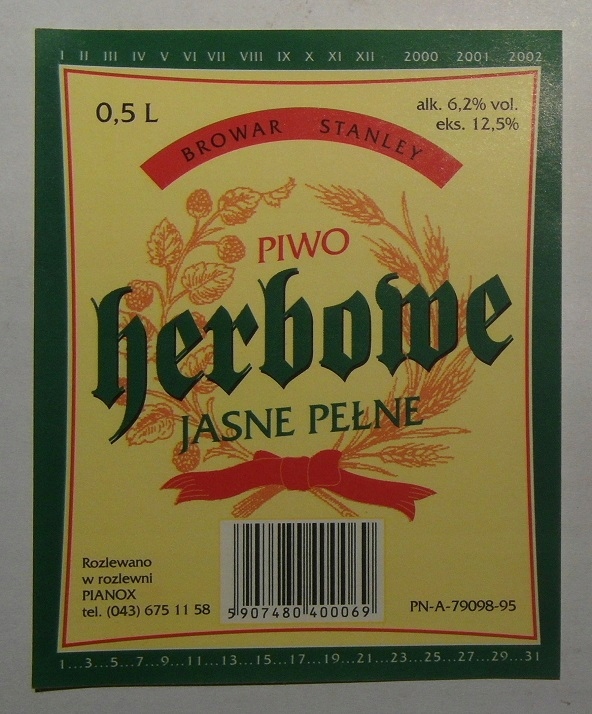 I II III IV V VI VII VIII IX X XI XII 2000 2001 2002
0,5 L
alk. 6,2% vol.
eks. 12,5%
BROWAR STANLEY
PIWO
herbowe
JASNE PEŁNE
Rozlewano
w rozlewni
PIANOX
tel. (043) 675 11 58
5 907480 400069
PN-A-79098-95
1...3...5...7...9...11...13...15...17...19...21...23...25...27...29...31